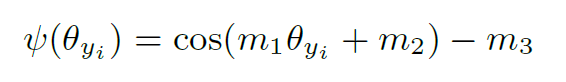 ψ(θ_{y_i}) = cos(m_1θ_{y_i} + m_2) − m_3